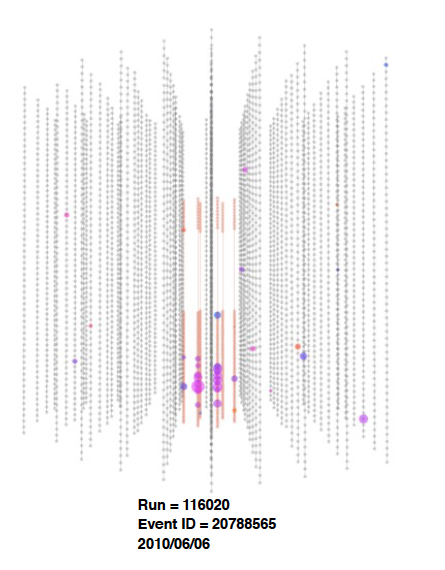 Run = 116020
Event ID = 20788565
2010/06/06